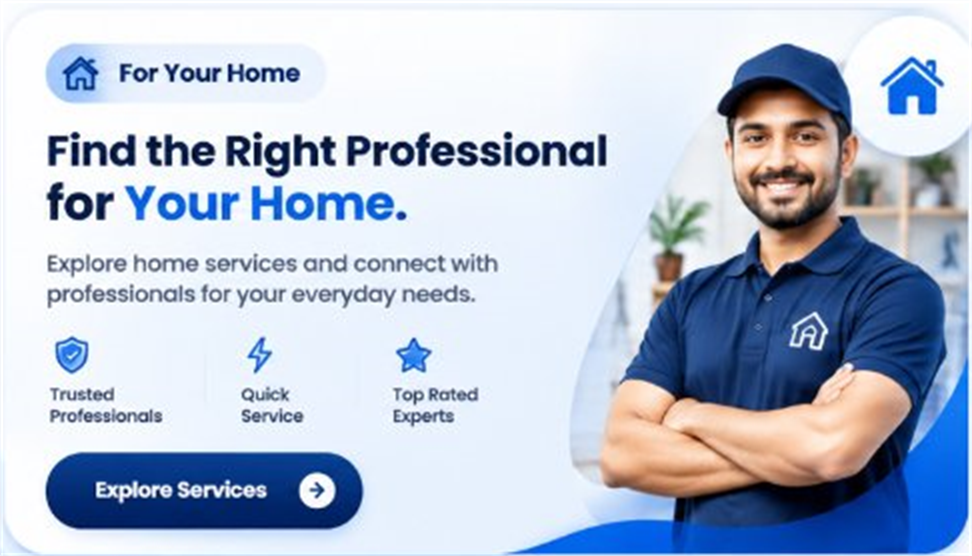 For Your Home
Find the Right Professional
for Your Home.
Explore home services and connect with
professionals for your everyday needs.
Trusted
Professionals
Quick
Service
Top Rated
Experts
Explore Services